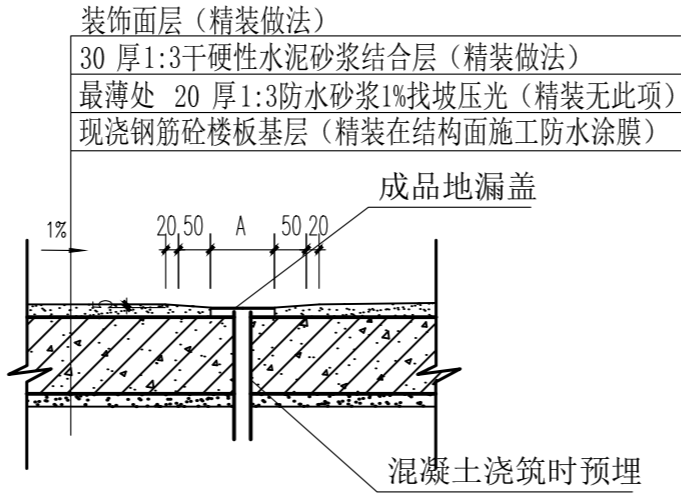 装饰面层（精装做法）
30 厚1:3干硬性水泥砂浆结合层（精装做法）
最薄处 20 厚1:3防水砂浆1%找坡压光（精装无此项）
现浇钢筋砼楼板基层（精装在结构面施工防水涂膜）
成品地漏盖
1% 20 50 A 50 20
混凝土浇筑时预埋